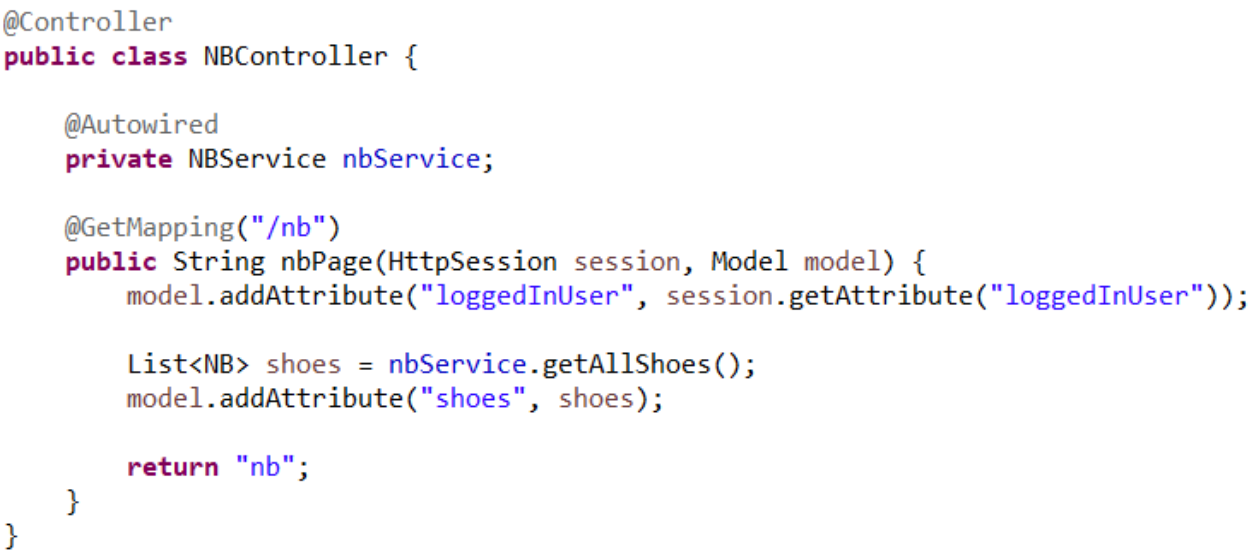 @Controller
public class NBController {
@Autowired
private NBService nbService;
@GetMapping("/nb")
public String nbPage(HttpSession session, Model model) {
model.addAttribute("loggedInUser", session.getAttribute("loggedInUser"));
List<NB> shoes = nbService.getAllShoes();
model.addAttribute("shoes", shoes);
return "nb";
}
}